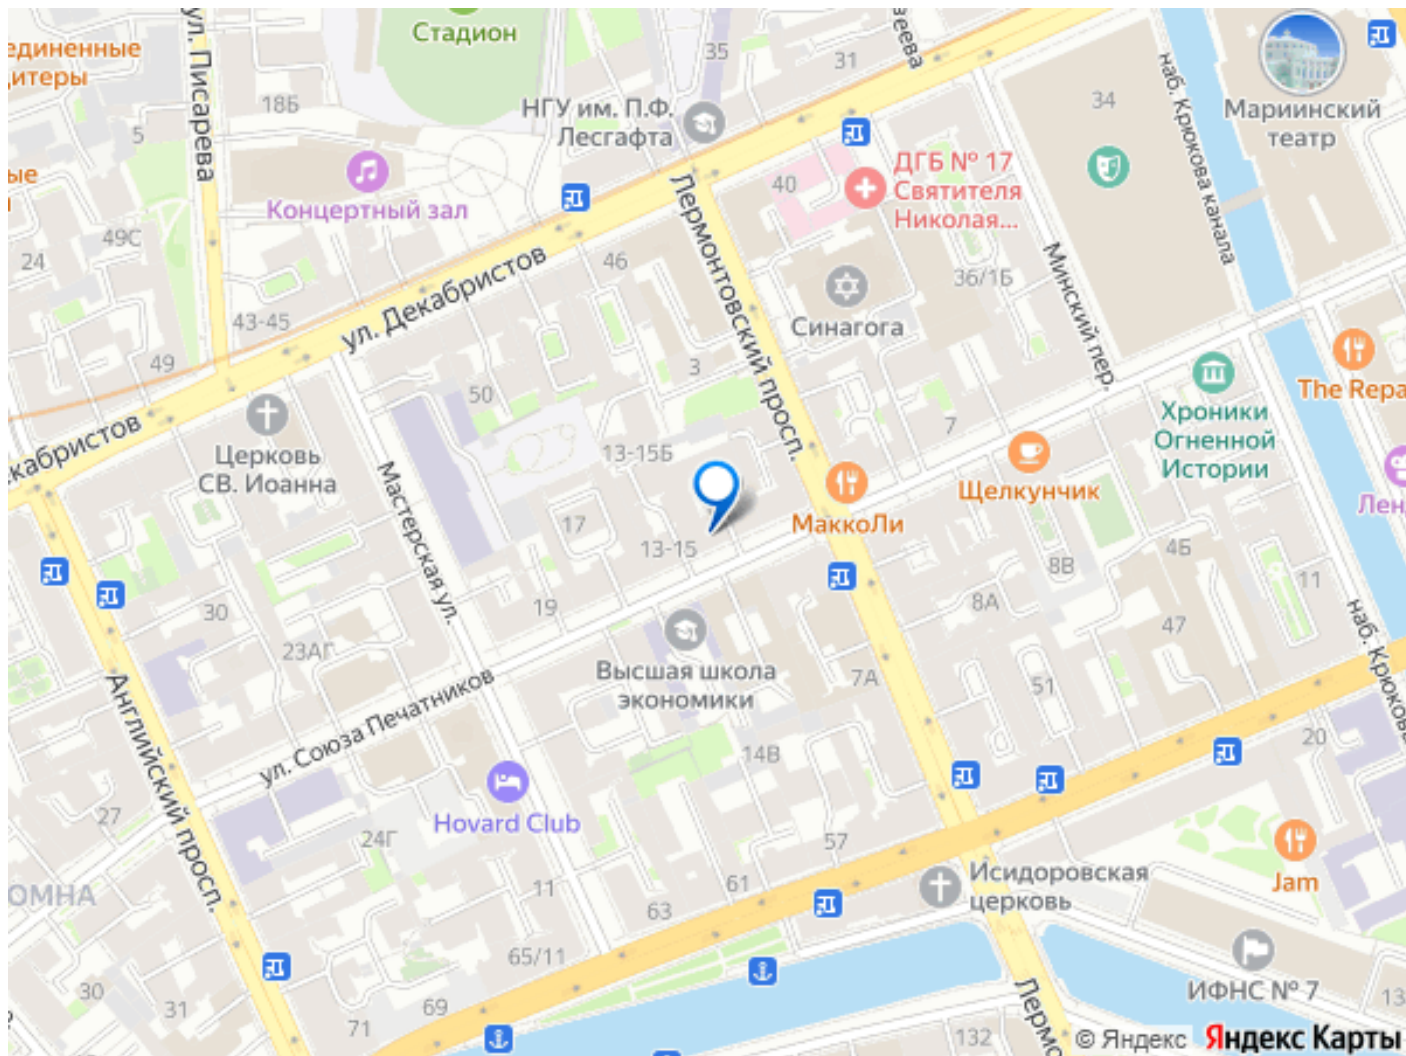 Стадион
единенные
цитеры
ул. Писарева
18Б
5
35
31
зеева
34
наб. Крюкова канала
Мариинский
театр
НГУ им. П.Ф.
Лесгафта
Концертный зал
ые
49С
24
40
ДГБ № 17
Святителя
Николая...
Лермонтовский просп.
46
43-45
49
ул. Декабристов
36/1Б
Минский пер.
Синагога
3
50
7
The Repa
Хроники
Огненной
Истории
кабристов
Церковь
СВ. Иоанна
Мастерская ул.
13-15Б
МаккоЛи
Щелкунчик
Лен
17
13-15
19
30
23АГ
8В
8А
4Б
11
47
51
наб. Крюкова
Высшая школа
экономики
7А
14В
ул. Союза Печатников
Английский просп.
Hovard Club
27
24Г
11
57
61
63
65/11
69
71
30
31
ОМНА
20
Jam
Исидоровская
церковь
ИФНС № 7
13
132
Лермо
© Яндекс
Яндекс Карты